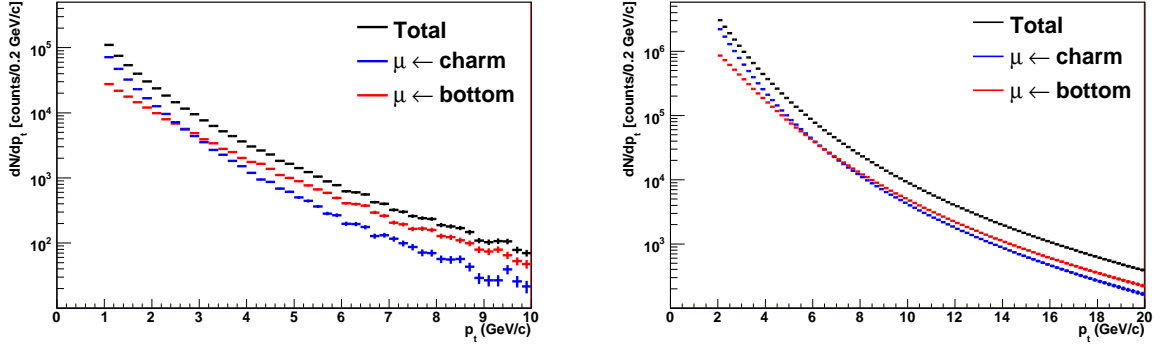 dN/dp_t [counts/0.2 GeV/c]
10^5
10^4
10^3
10^2
Total
μ ← charm
μ ← bottom
0 1 2 3 4 5 6 7 8 9 10
p_t (GeV/c)
dN/dp_t [counts/0.2 GeV/c]
10^6
10^5
10^4
10^3
Total
μ ← charm
μ ← bottom
0 2 4 6 8 10 12 14 16 18 20
p_t (GeV/c)